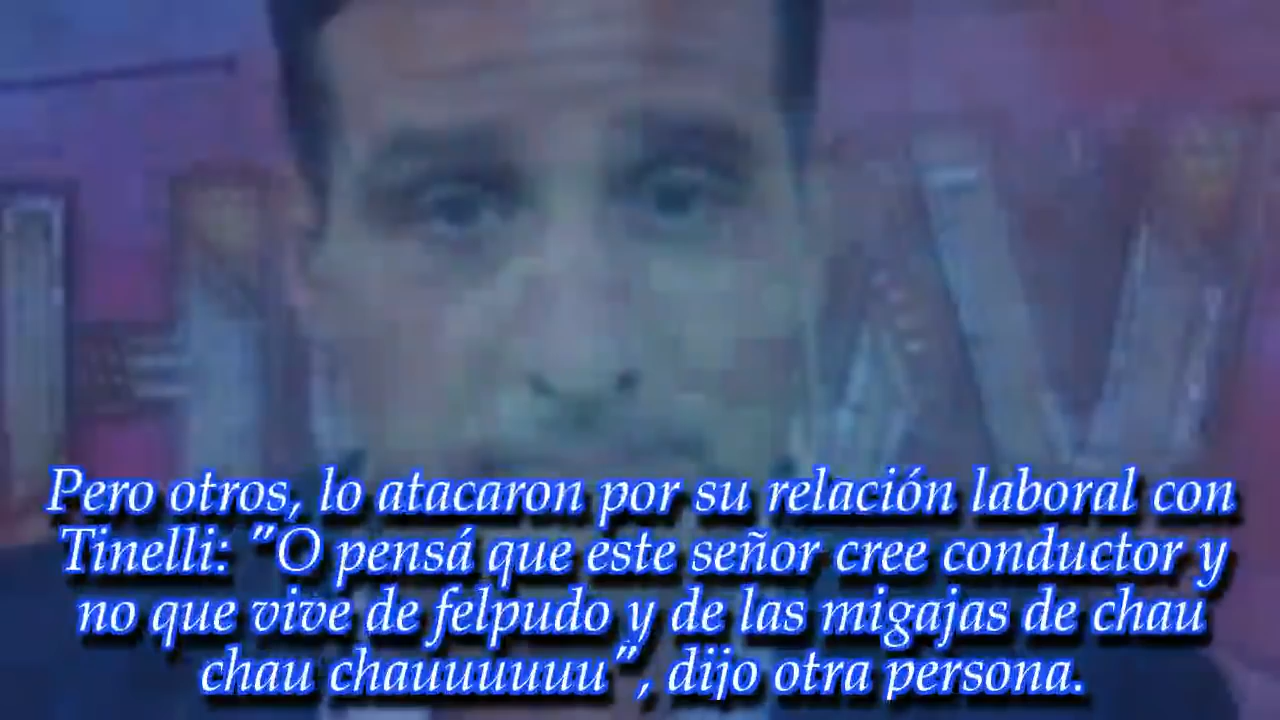 Pero otros, lo atacaron por su relación laboral con
Tinelli: "O pensá que este señor cree conductor y
no que vive de felpudo y de las migajas de chau
chau chauuuuuu", dijo otra persona.